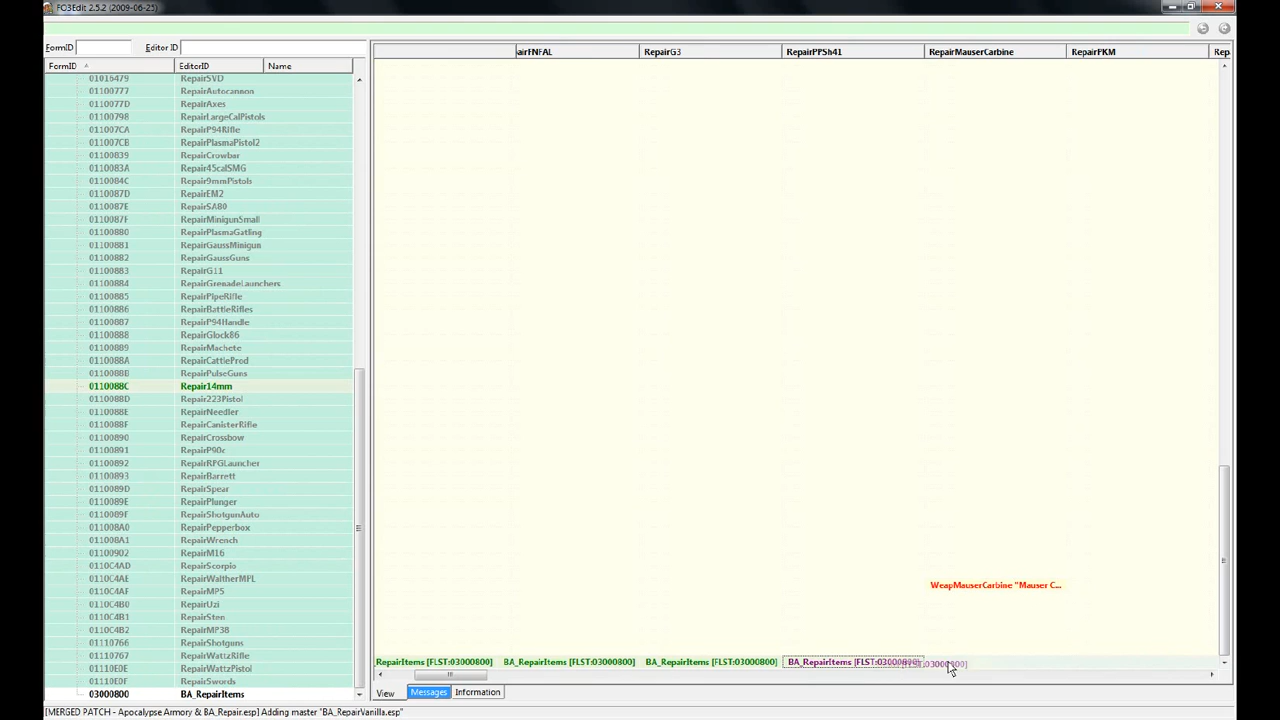 FO3Edit 2.5.2 (2009-06-25)
FormID
Editor ID
FormID EditorID Name
airFNFAL RepairG3 RepairPPSh41 RepairMauserCarbine RepairPKM Rep
01016479 RepairSVD
01100777 RepairAutocannon
0110077D RepairAxes
01100798 RepairLargeCalPistols
011007CA RepairP94Rifle
011007CB RepairPlasmaPistol2
01100839 RepairCrowbar
0110083A Repair45calSMG
0110084C Repair9mmPistols
0110087D RepairEM2
0110087E RepairSA80
0110087F RepairMinigunSmall
01100880 RepairPlasmaGatling
01100881 RepairGaussMinigun
01100882 RepairGaussGuns
01100883 RepairG11
01100884 RepairGrenadeLaunchers
01100885 RepairPipeRifle
01100886 RepairBattleRifles
01100887 RepairP94Handle
01100888 RepairGlock86
01100889 RepairMachete
0110088A RepairCattleProd
0110088B RepairPulseGuns
0110088C Repair14mm
0110088D Repair223Pistol
0110088E RepairNeedler
0110088F RepairCanisterRifle
01100890 RepairCrossbow
01100891 RepairP90c
01100892 RepairRPGLauncher
01100893 RepairBarrett
0110089D RepairSpear
0110089E RepairPlunger
0110089F RepairShotgunAuto
011008A0 RepairPepperbox
011008A1 RepairWrench
01100902 RepairM16
0110C4AD RepairScorpio
0110C4AE RepairWaltherMPL
0110C4AF RepairMP5
0110C4B0 RepairUzi
0110C4B1 RepairSten
0110C4B2 RepairMP38
01110766 RepairShotguns
01110E0D RepairWattzRifle
01110E0E RepairWattzPistol
01110E0F RepairSwords
03000800 BA_RepairItems
WeapMauserCarbine "Mauser C...
RepairItems [FLST:03000800] BA_RepairItems [FLST:03000800] BA_RepairItems [FLST:03000800] BA_RepairItems [FLST:03000800]
View Messages Information
[MERGED PATCH - Apocalypse Armory & BA_Repair.esp] Adding master "BA_RepairVanilla.esp"